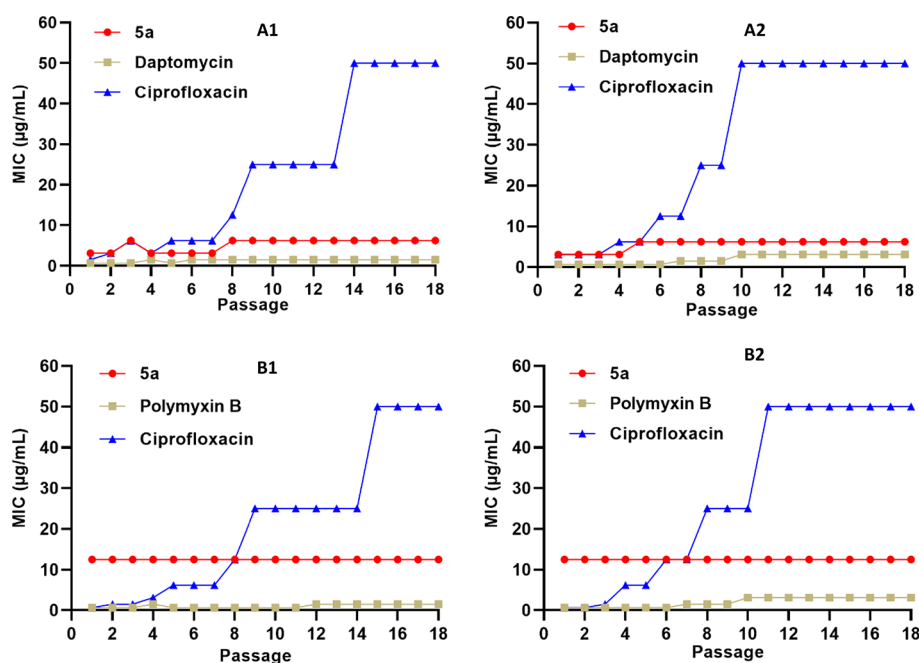 A1
5a
Daptomycin
Ciprofloxacin
MIC (µg/mL)
60
50
40
30
20
10
0
0 2 4 6 8 10 12 14 16 18
Passage
A2
5a
Daptomycin
Ciprofloxacin
MIC (µg/mL)
60
50
40
30
20
10
0
0 2 4 6 8 10 12 14 16 18
Passage
B1
5a
Polymyxin B
Ciprofloxacin
MIC (µg/mL)
60
50
40
30
20
10
0
0 2 4 6 8 10 12 14 16 18
Passage
B2
5a
Polymyxin B
Ciprofloxacin
MIC (µg/mL)
60
50
40
30
20
10
0
0 2 4 6 8 10 12 14 16 18
Passage